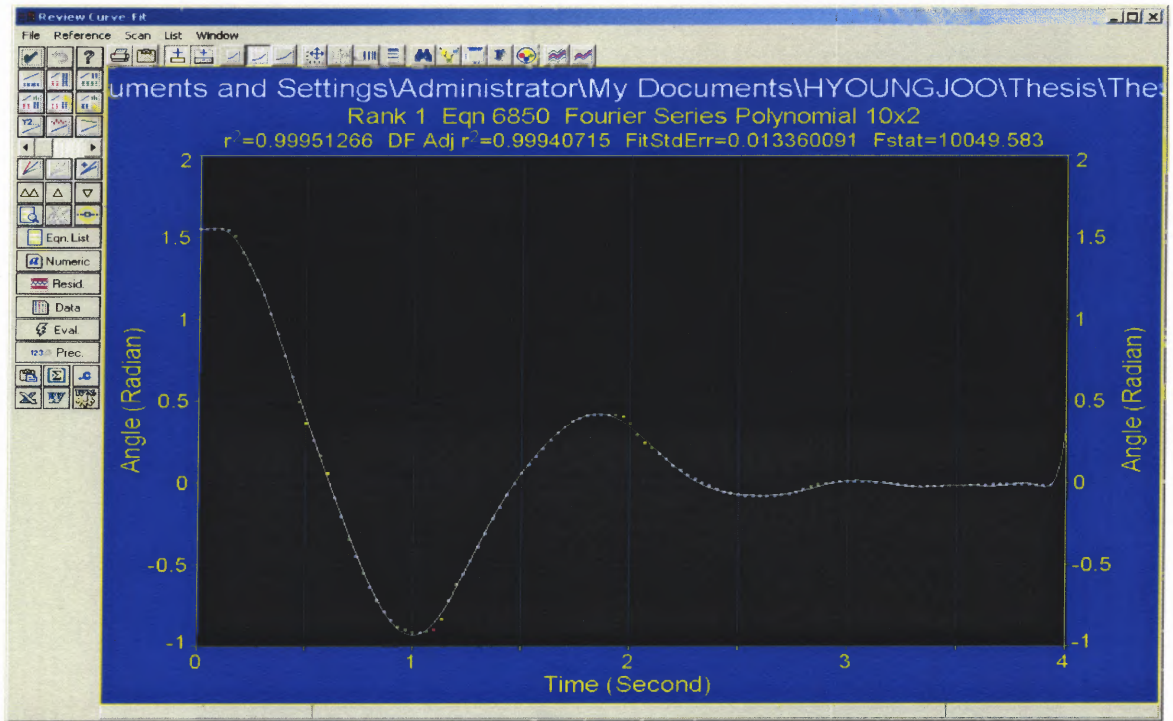 Review Curve Fit
File Reference Scan List Window
uments and Settings\Administrator\My Documents\HYOUNGJOO\Thesis\Thes
Rank 1 Eqn 6850 Fourier Series Polynomial 10x2
r²=0.99951266 DF Adj r²=0.99940715 FitStdErr=0.013360091 Fstat=10049.583
Eqn. List
Numeric
Resid.
Data
Eval.
123 Prec.
Angle (Radian)
2
1.5
1
0.5
0
-0.5
-1
0 1 2 3 4
Time (Second)
2
1.5
1
0.5
0
-0.5
-1
Angle (Radian)